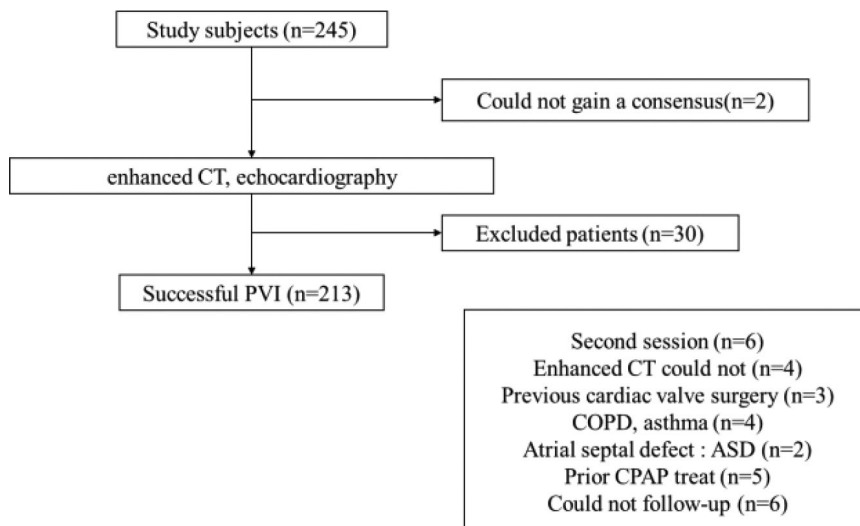 Study subjects (n=245)
Could not gain a consensus(n=2)
enhanced CT, echocardiography
Excluded patients (n=30)
Successful PVI (n=213)
Second session (n=6)
Enhanced CT could not (n=4)
Previous cardiac valve surgery (n=3)
COPD, asthma (n=4)
Atrial septal defect : ASD (n=2)
Prior CPAP treat (n=5)
Could not follow-up (n=6)